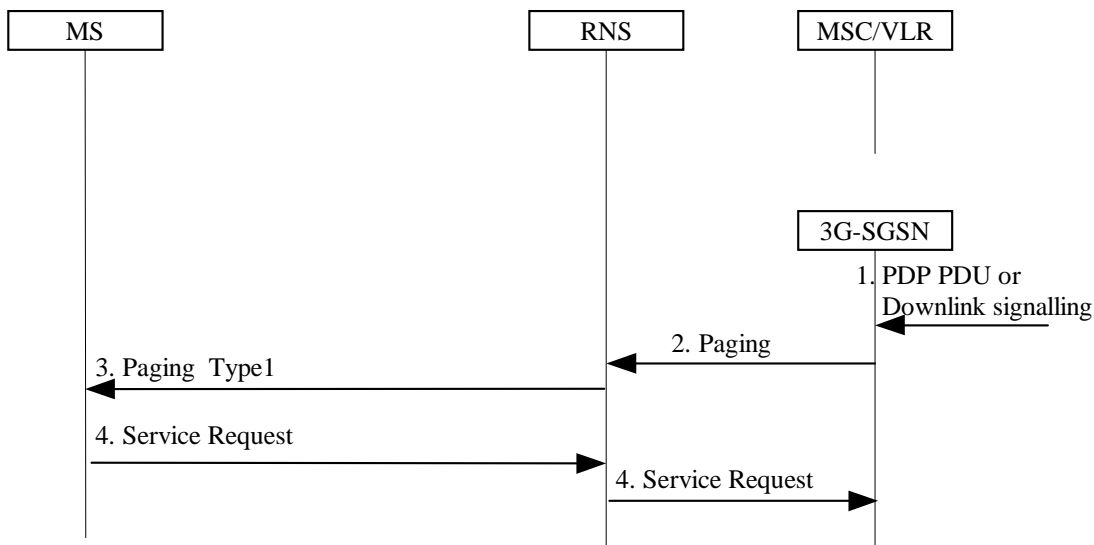 MS
RNS
MSC/VLR
3G-SGSN
1. PDP PDU or
Downlink signalling
2. Paging
3. Paging Type1
4. Service Request
4. Service Request